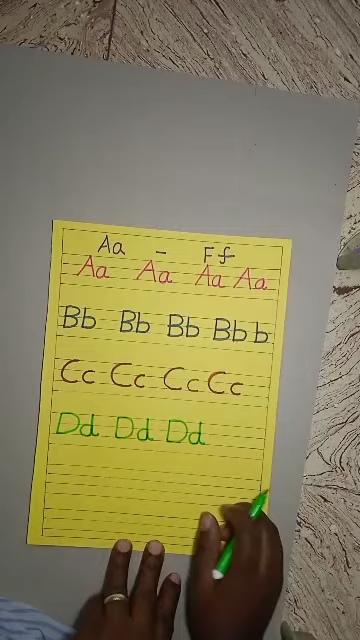 Aa - Ff
Aa Aa Aa Aa
Bb Bb Bb Bb b
Cc Cc Cc Cc
Dd Dd Dd